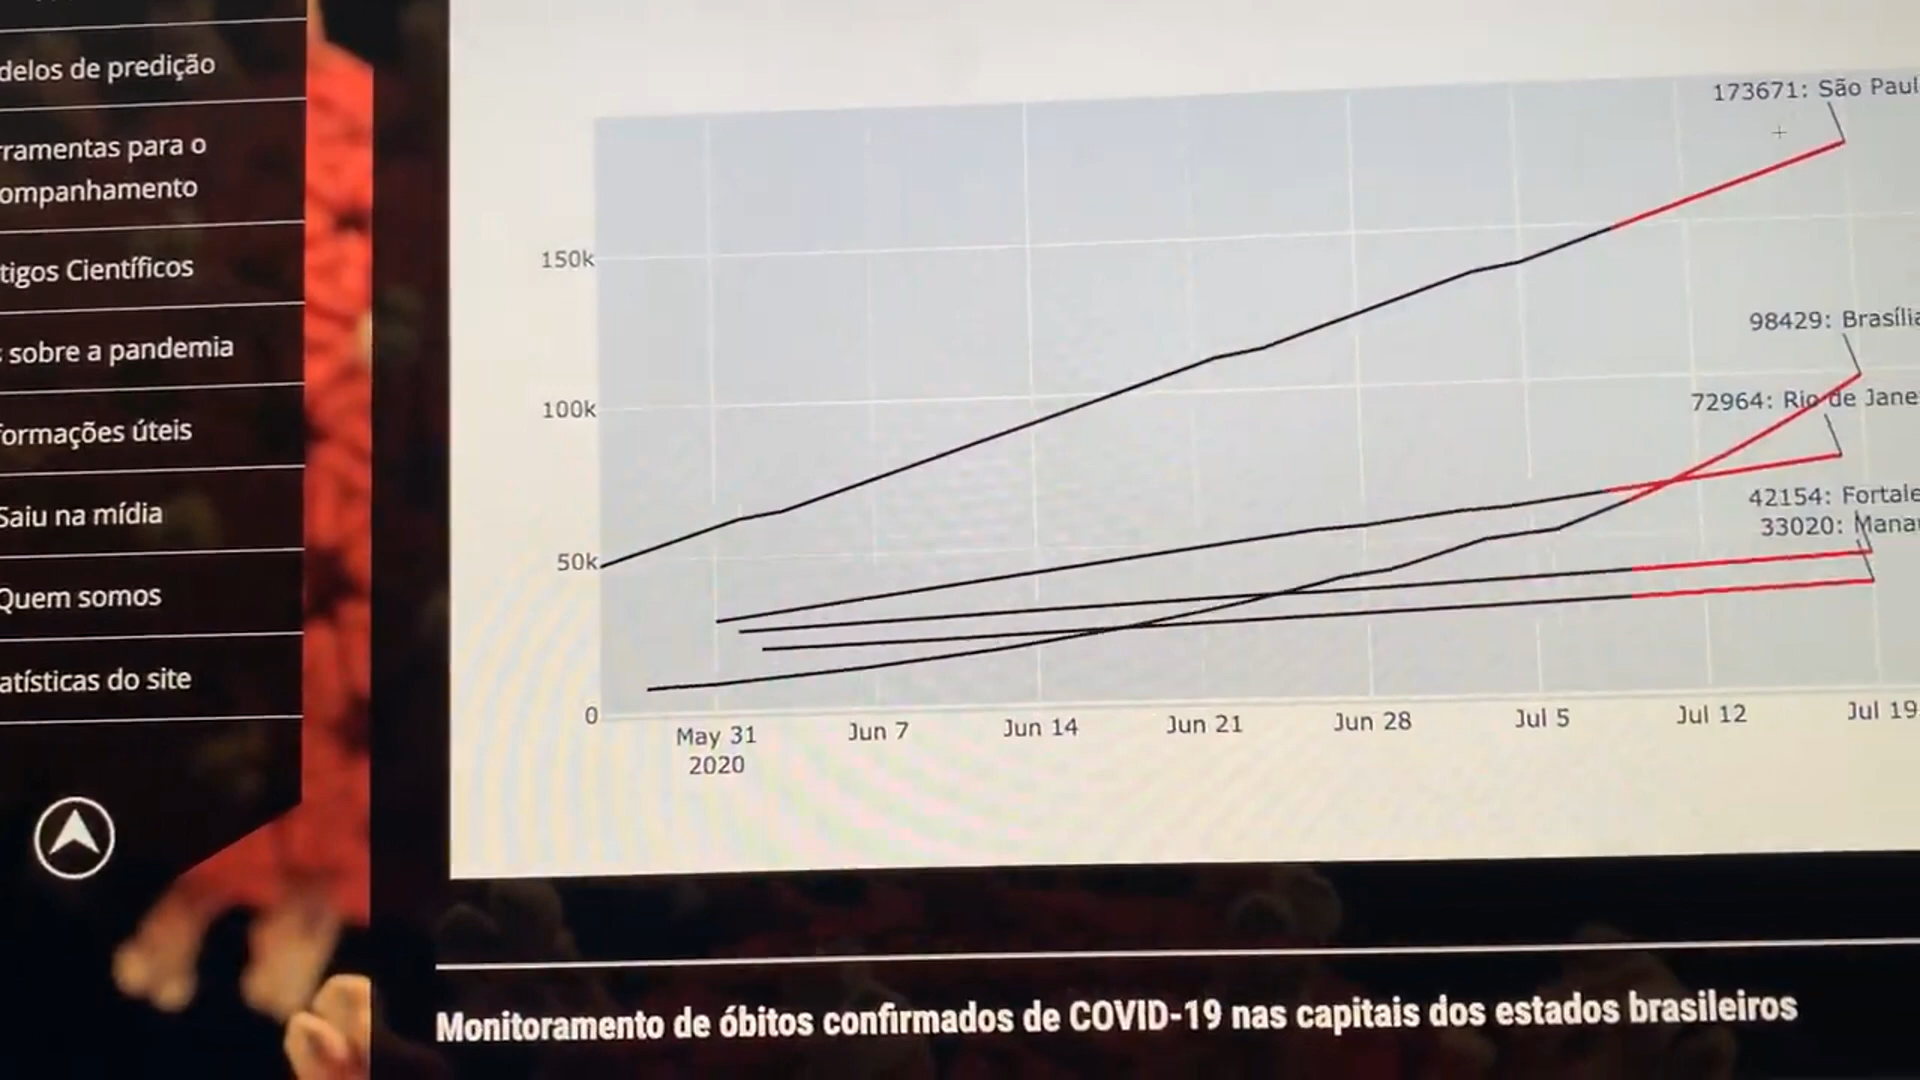 delos de predição
rramentas para o
ompanhamento
tigos Científicos
s sobre a pandemia
formações úteis
Saiu na mídia
Quem somos
atísticas do site
173671: São Paul
98429: Brasília
72964: Rio de Jane
42154: Fortale
33020: Mana
150k
100k
50k
0
May 31
2020
Jun 7
Jun 14
Jun 21
Jun 28
Jul 5
Jul 12
Jul 19
Monitoramento de óbitos confirmados de COVID-19 nas capitais dos estados brasileiros